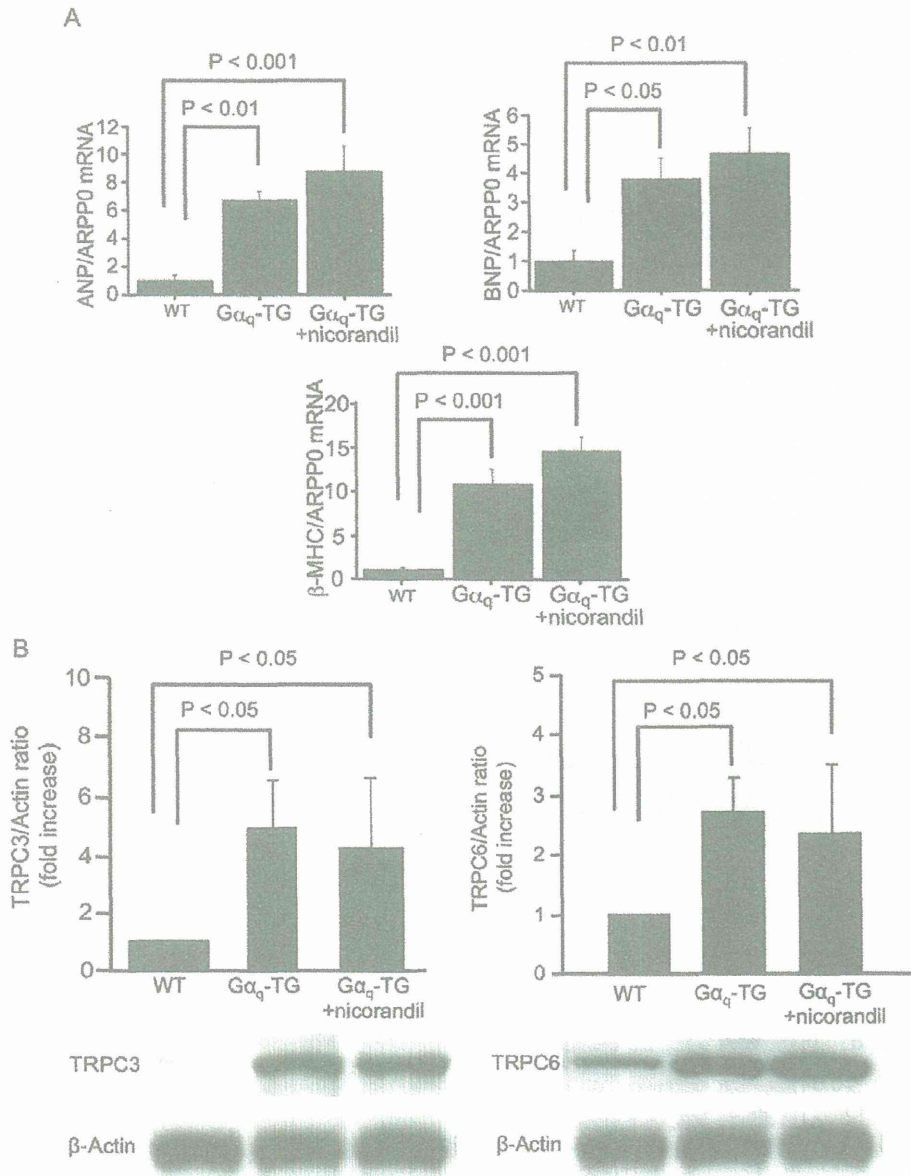 A
P < 0.001
P < 0.01
ANP/ARPP0 mRNA
12
10
8
6
4
2
0
WT
Gαq-TG
Gαq-TG
+nicorandil
P < 0.01
P < 0.05
BNP/ARPP0 mRNA
6
5
4
3
2
1
0
WT
Gαq-TG
Gαq-TG
+nicorandil
P < 0.001
P < 0.001
β-MHC/ARPP0 mRNA
20
15
10
5
0
WT
Gαq-TG
Gαq-TG
+nicorandil
B
P < 0.05
P < 0.05
TRPC3/Actin ratio
(fold increase)
10
8
6
4
2
0
WT
Gαq-TG
Gαq-TG
+nicorandil
P < 0.05
P < 0.05
TRPC6/Actin ratio
(fold increase)
5
4
3
2
1
0
WT
Gαq-TG
Gαq-TG
+nicorandil
TRPC3
β-Actin
TRPC6
β-Actin